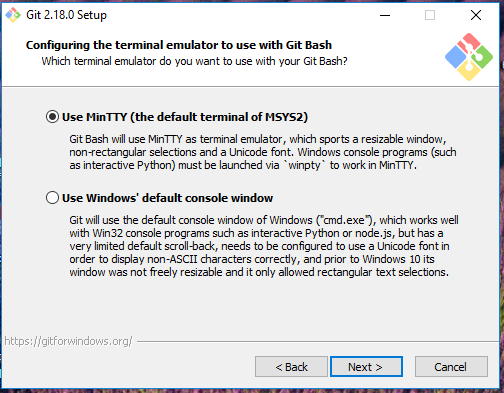 Git 2.18.0 Setup
Configuring the terminal emulator to use with Git Bash
Which terminal emulator do you want to use with your Git Bash?
Use MinTTY (the default terminal of MSYS2)
Git Bash will use MinTTY as terminal emulator, which sports a resizable window,
non-rectangular selections and a Unicode font. Windows console programs (such
as interactive Python) must be launched via `winpty` to work in MinTTY.
Use Windows' default console window
Git will use the default console window of Windows ("cmd.exe"), which works well
with Win32 console programs such as interactive Python or node.js, but has a
very limited default scroll-back, needs to be configured to use a Unicode font in
order to display non-ASCII characters correctly, and prior to Windows 10 its
window was not freely resizable and it only allowed rectangular text selections.
https://gitforwindows.org/
< Back
Next >
Cancel